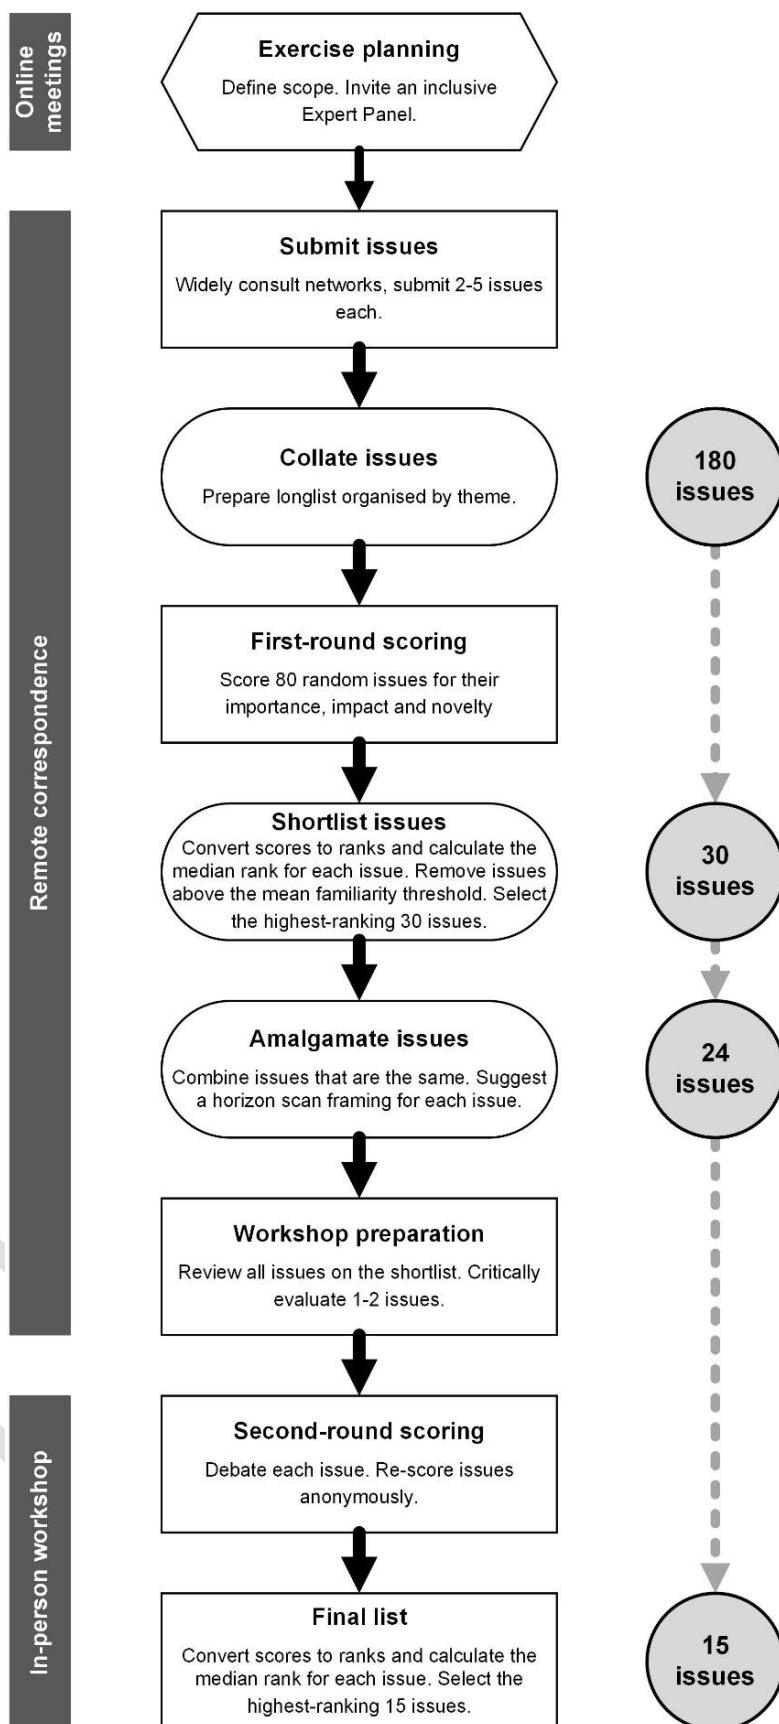 Online
meetings
Exercise planning
Define scope. Invite an inclusive
Expert Panel.
Remote correspondence
Submit issues
Widely consult networks, submit 2-5 issues
each.
Collate issues
Prepare longlist organised by theme.
180
issues
First-round scoring
Score 80 random issues for their
importance, impact and novelty
Shortlist issues
Convert scores to ranks and calculate the
median rank for each issue. Remove issues
above the mean familiarity threshold. Select
the highest-ranking 30 issues.
30
issues
Amalgamate issues
Combine issues that are the same. Suggest
a horizon scan framing for each issue.
24
issues
Workshop preparation
Review all issues on the shortlist. Critically
evaluate 1-2 issues.
In-person workshop
Second-round scoring
Debate each issue. Re-score issues
anonymously.
Final list
Convert scores to ranks and calculate the
median rank for each issue. Select the
highest-ranking 15 issues.
15
issues